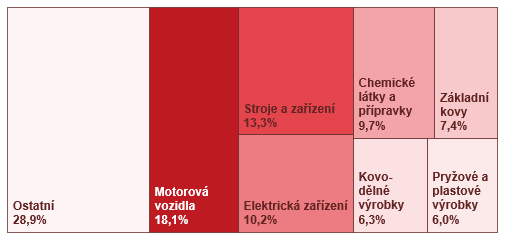 Ostatní
28,9%
Motorová
vozidla
18,1%
Stroje a zařízení
13,3%
Elektrická zařízení
10,2%
Chemické
látky a
přípravky
9,7%
Základní
kovy
7,4%
Kovo-
dělné
výrobky
6,3%
Pryžové a
plastové
výrobky
6,0%